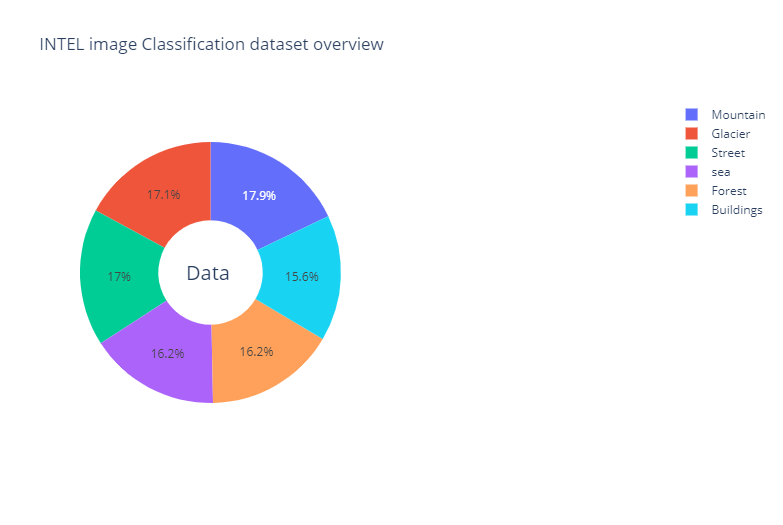 INTEL image Classification dataset overview
Mountain
Glacier
Street
sea
Forest
Buildings
17.1%
17.9%
17%
Data
15.6%
16.2%
16.2%